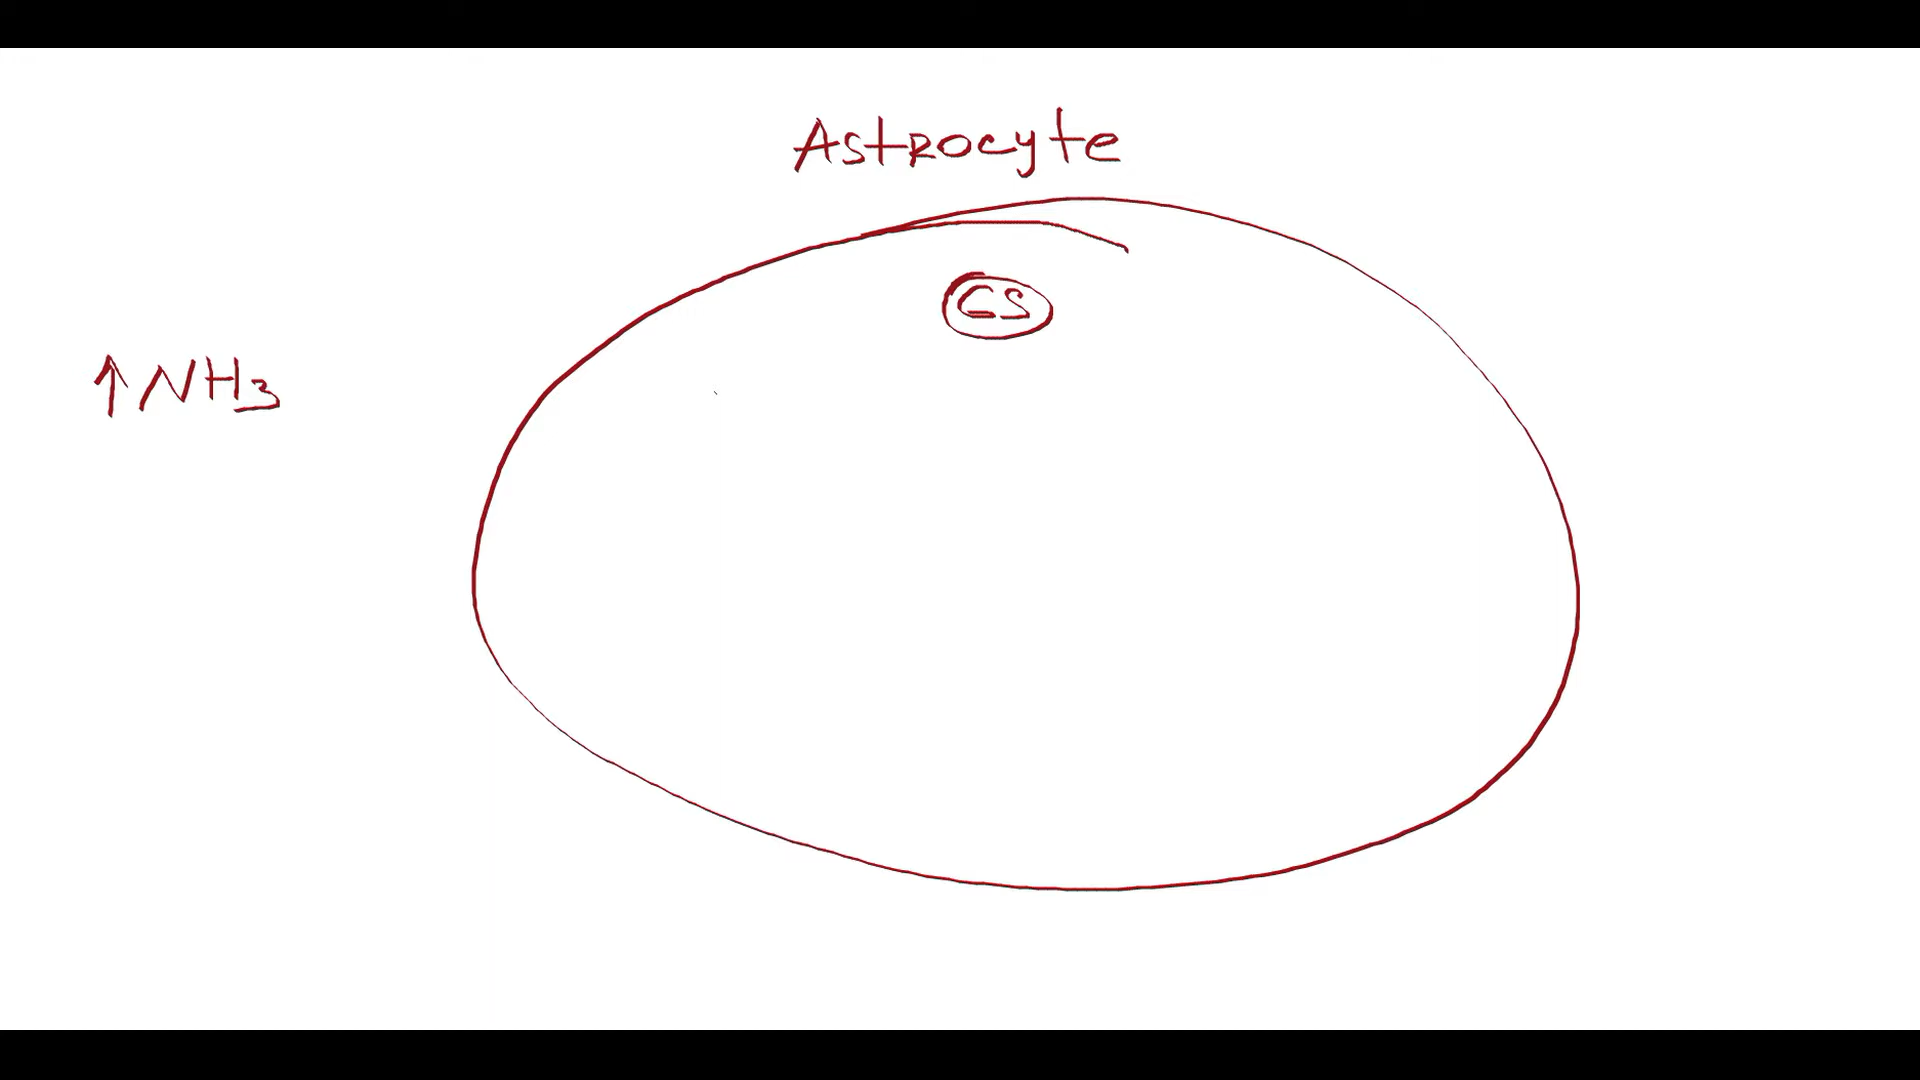 Astrocyte
GS
↑ NH3